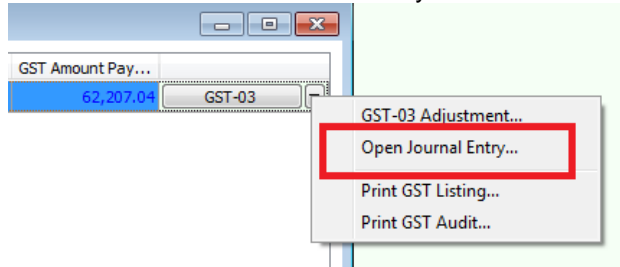 GST Amount Pay...
62,207.04 GST-03
GST-03 Adjustment...
Open Journal Entry...
Print GST Listing...
Print GST Audit...